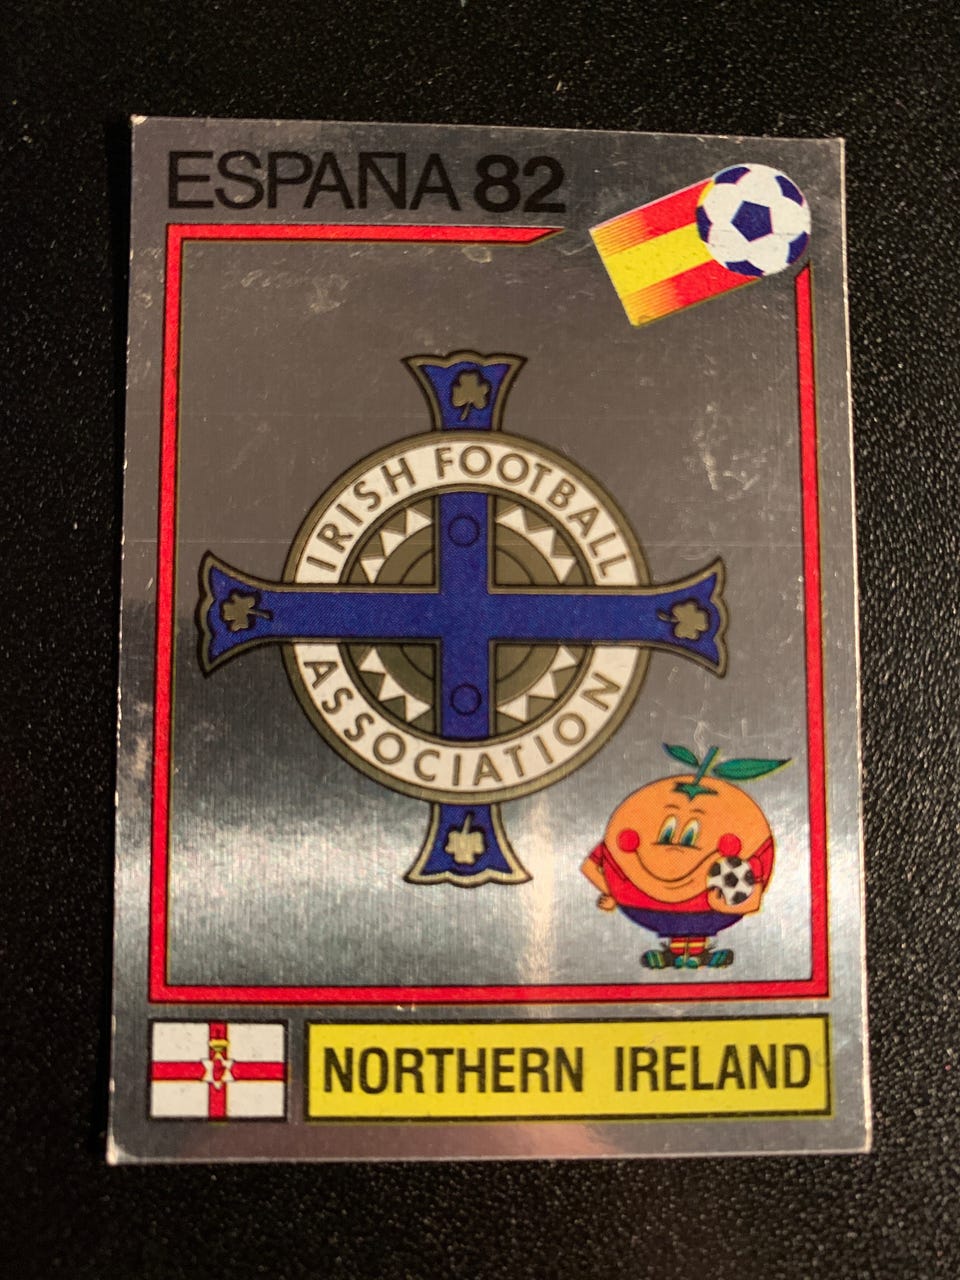 ESPAÑA 82
IRISH FOOTBALL
ASSOCIATION
NORTHERN IRELAND